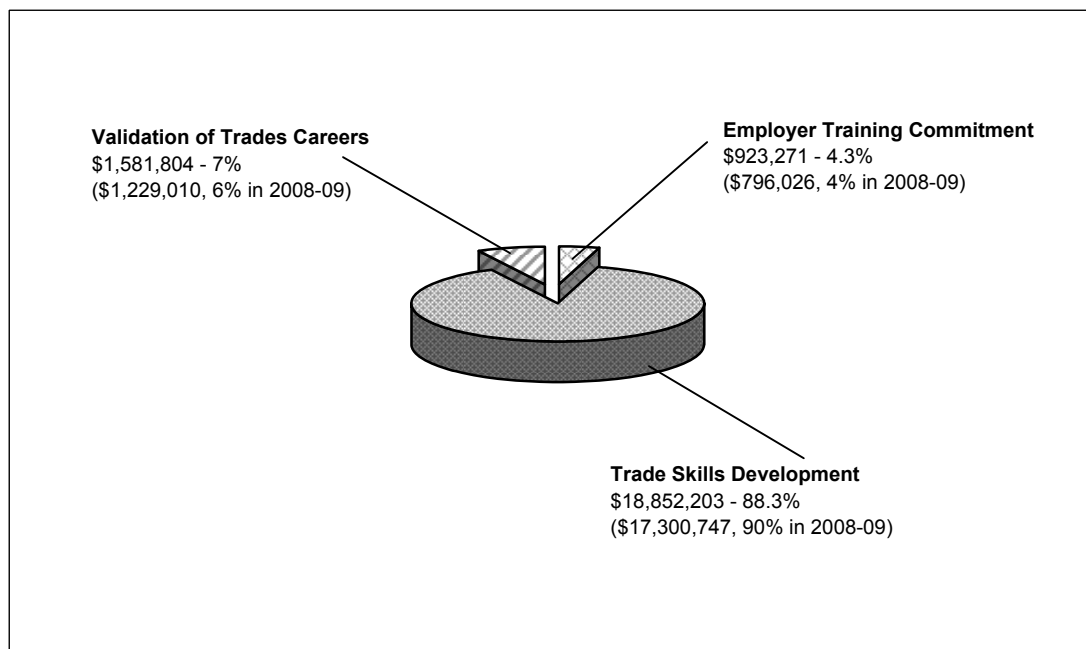 Validation of Trades Careers
$1,581,804 - 7%
($1,229,010, 6% in 2008-09)
Employer Training Commitment
$923,271 - 4.3%
($796,026, 4% in 2008-09)
Trade Skills Development
$18,852,203 - 88.3%
($17,300,747, 90% in 2008-09)